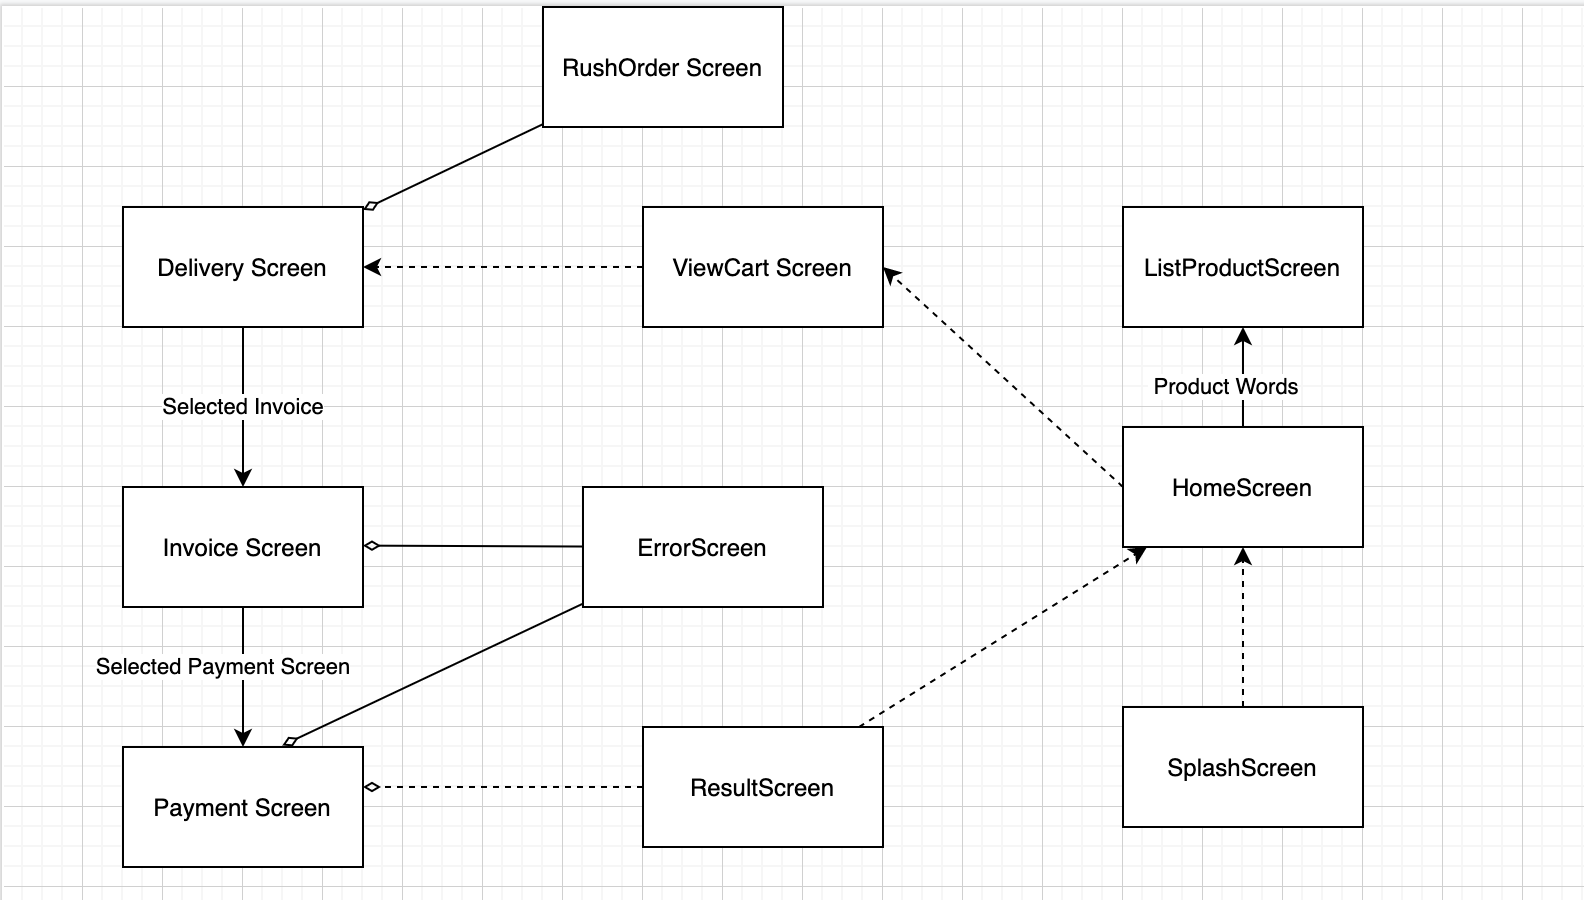 RushOrder Screen
Delivery Screen
ViewCart Screen
ListProductScreen
Product Words
Selected Invoice
HomeScreen
Invoice Screen
ErrorScreen
Selected Payment Screen
SplashScreen
ResultScreen
Payment Screen